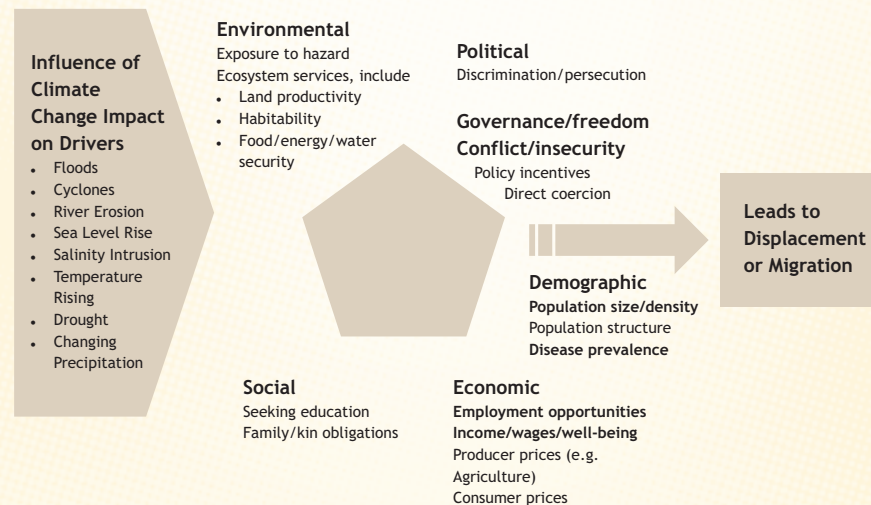 Influence of
Climate
Change Impact
on Drivers
• Floods
• Cyclones
• River Erosion
• Sea Level Rise
• Salinity Intrusion
• Temperature
Rising
• Drought
• Changing
Precipitation
Environmental
Exposure to hazard
Ecosystem services, include
• Land productivity
• Habitability
• Food/energy/water
security
Political
Discrimination/persecution
Governance/freedom
Conflict/insecurity
Policy incentives
Direct coercion
Demographic
Population size/density
Population structure
Disease prevalence
Social
Seeking education
Family/kin obligations
Economic
Employment opportunities
Income/wages/well-being
Producer prices (e.g.
Agriculture)
Consumer prices
Leads to
Displacement
or Migration